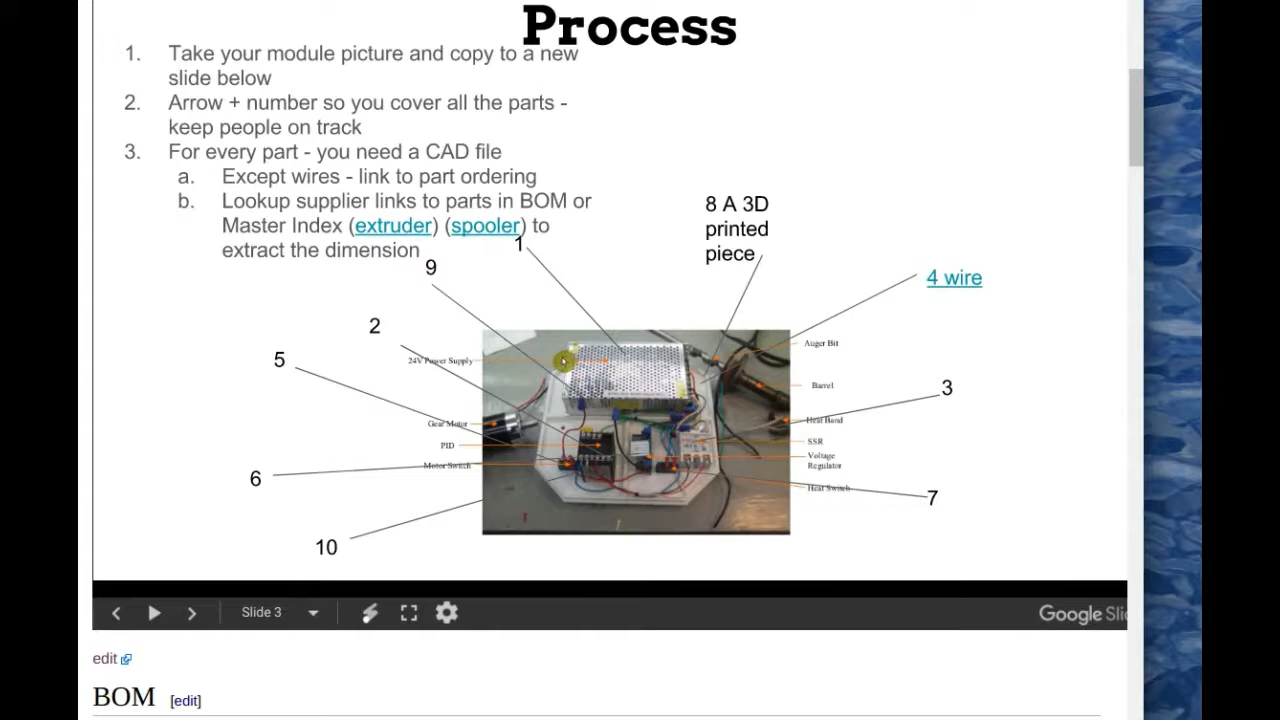 Process
1. Take your module picture and copy to a new
slide below
2. Arrow + number so you cover all the parts -
keep people on track
3. For every part - you need a CAD file
a. Except wires - link to part ordering
b. Lookup supplier links to parts in BOM or
Master Index (extruder) (spooler) to
extract the dimension
8 A 3D
printed
piece
1
9
4 wire
2
5
24V Power Supply
Auger Bit
Barrel
3
Gear Motor
Heat Band
PID
SSR
Motor Switch
Voltage
Regulator
6
Heat Switch
7
10
Slide 3
Google Slid
edit
BOM [edit]